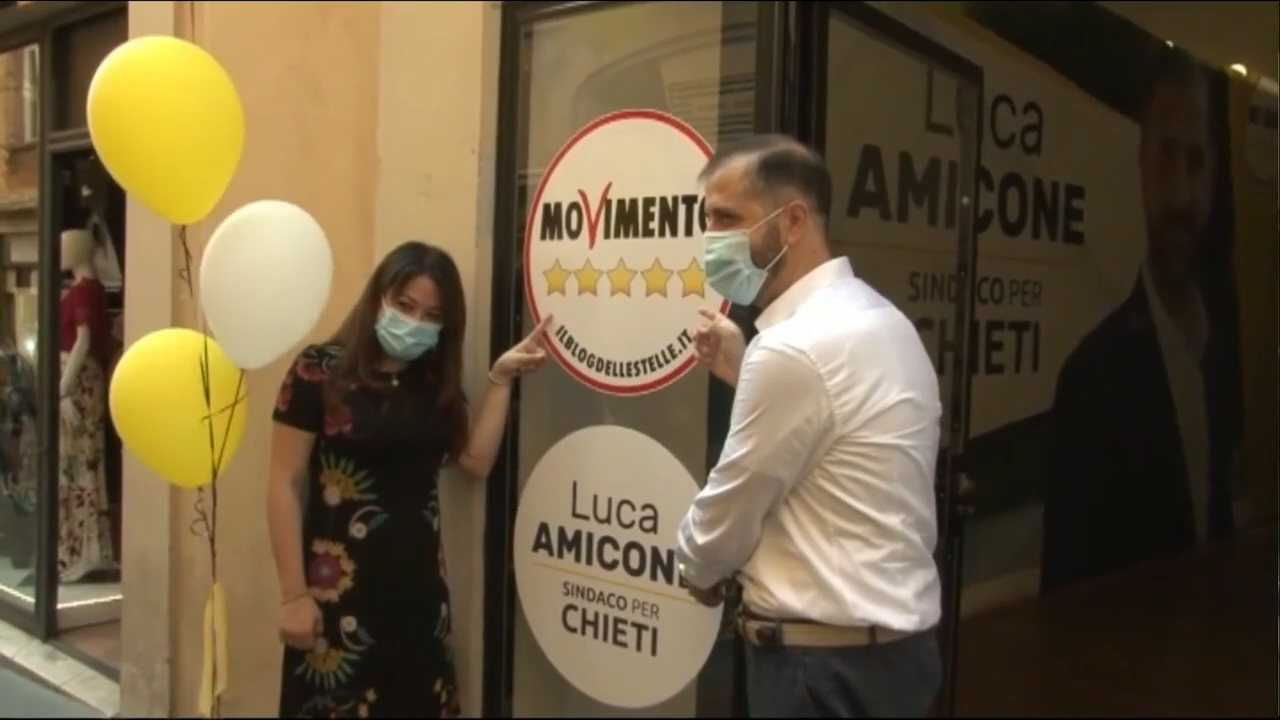 MOVIMENTO
ILBLOGDELLESTELLE.IT
Luca
AMICONE
SINDACO PER
CHIETI
Luca
AMICONE
SINDACO PER
CHIETI